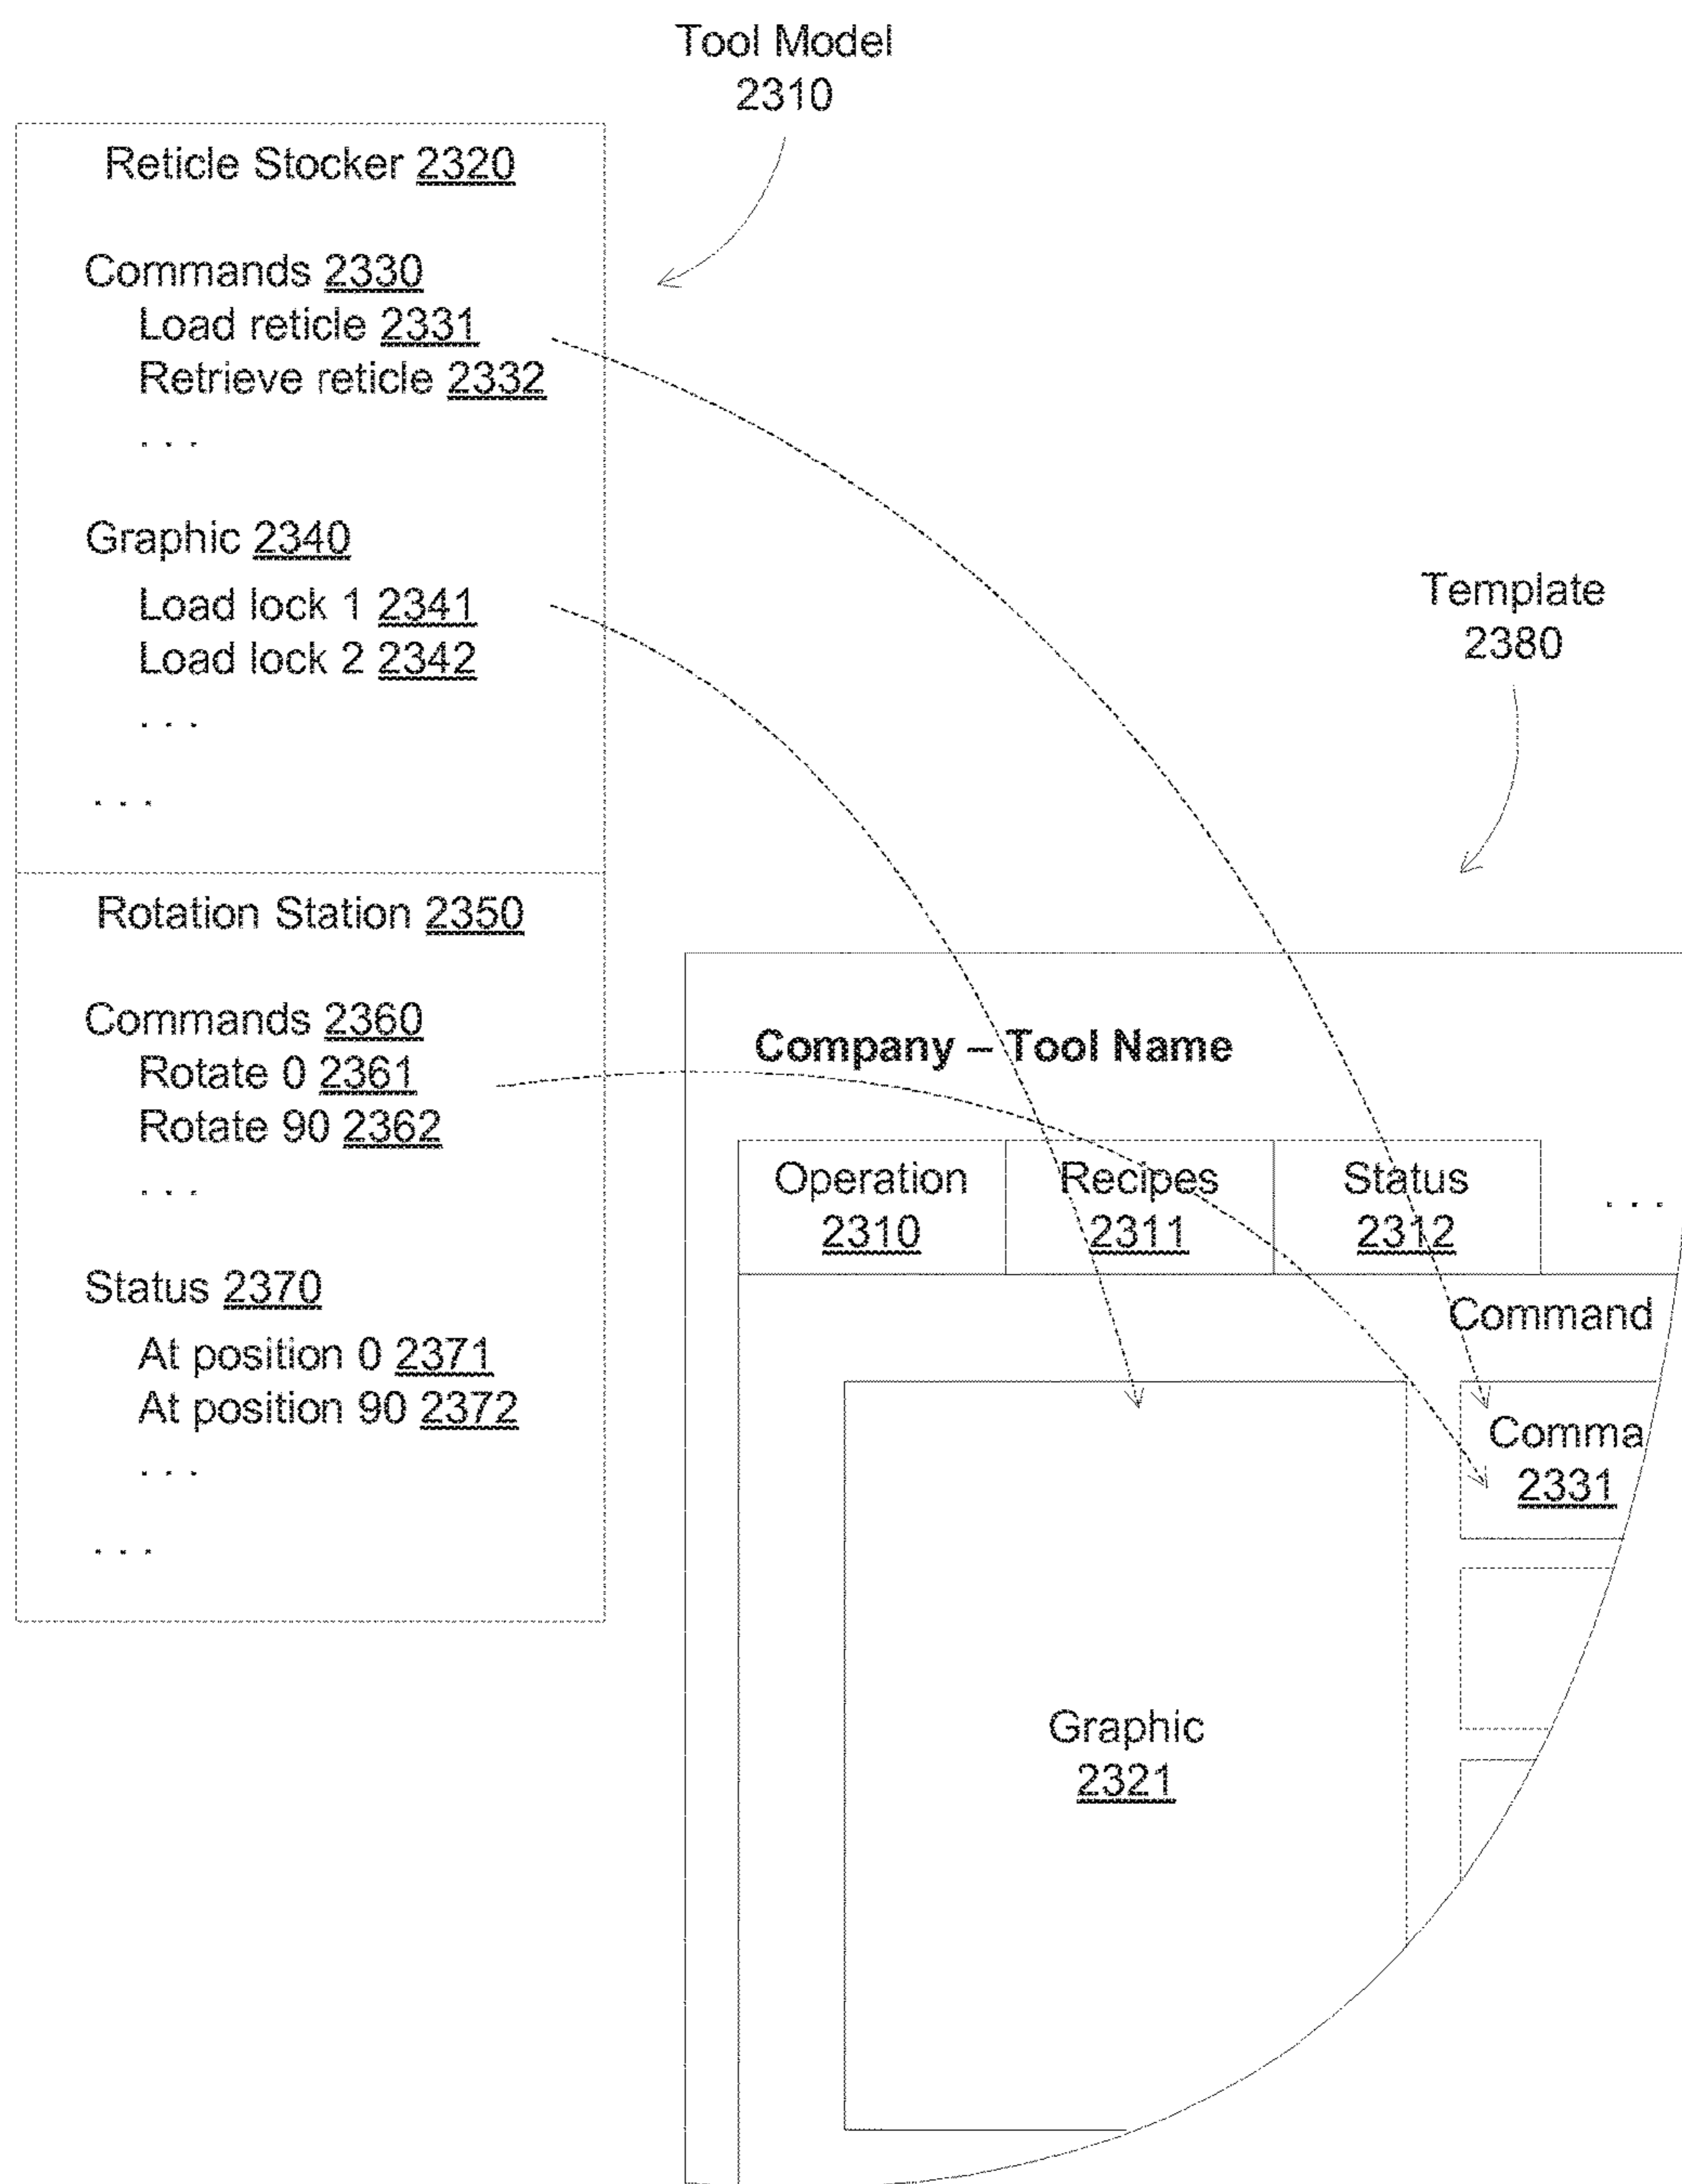 Tool Model
2310
Reticle Stocker 2320
Commands 2330
Load reticle 2331
Retrieve reticle 2332
. . .
Graphic 2340
Load lock 1 2341
Load lock 2 2342
. . .
. . .
Rotation Station 2350
Commands 2360
Rotate 0 2361
Rotate 90 2362
. . .
Status 2370
At position 0 2371
At position 90 2372
. . .
. . .
Template
2380
Company – Tool Name
Operation
2310
Recipes
2311
Status
2312
. . .
Command
Comma
2331
Graphic
2321